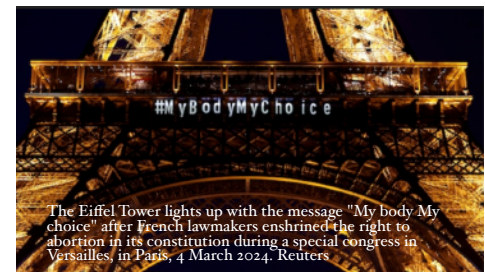 #MyBodyMyChoice
The Eiffel Tower lights up with the message "My body My
choice" after French lawmakers enshrined the right to
abortion in its constitution during a special congress in
Versailles, in Paris, 4 March 2024. Reuters